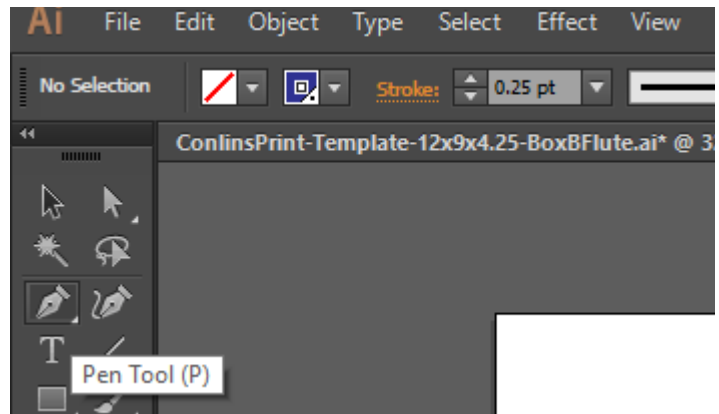 Ai File Edit Object Type Select Effect View
No Selection Stroke: 0.25 pt
ConlinsPrint-Template-12x9x4.25-BoxBFlute.ai* @ 3
T
Pen Tool (P)